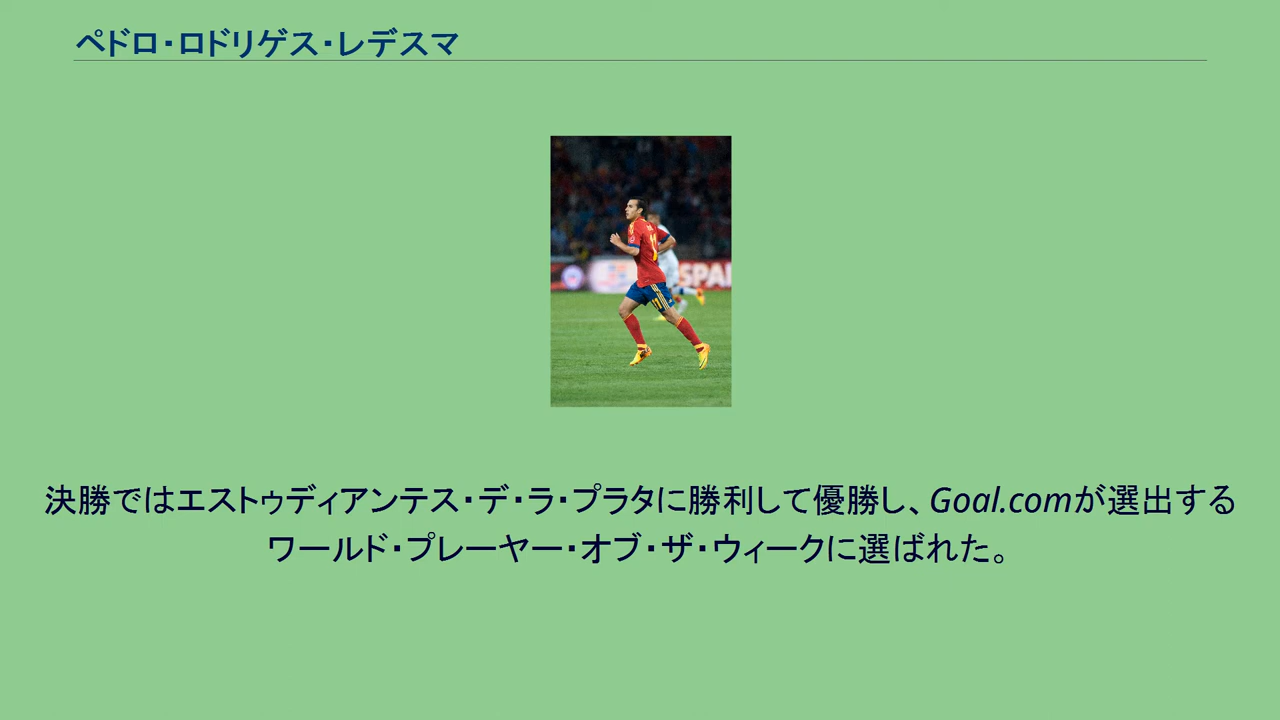 ペドロ・ロドリゲス・レデスマ
SPAI
決勝ではエストゥディアンテス・デ・ラ・プラタに勝利して優勝し、Goal.comが選出する
ワールド・プレーヤー・オブ・ザ・ウィークに選ばれた。